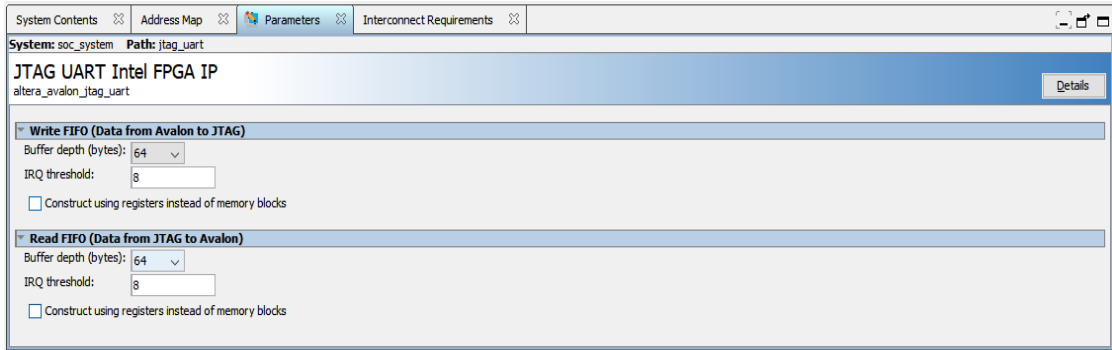 System Contents Address Map Parameters Interconnect Requirements
System: soc_system Path: jtag_uart
JTAG UART Intel FPGA IP
altera_avalon_jtag_uart
Details
Write FIFO (Data from Avalon to JTAG)
Buffer depth (bytes): 64
IRQ threshold: 8
Construct using registers instead of memory blocks
Read FIFO (Data from JTAG to Avalon)
Buffer depth (bytes): 64
IRQ threshold: 8
Construct using registers instead of memory blocks